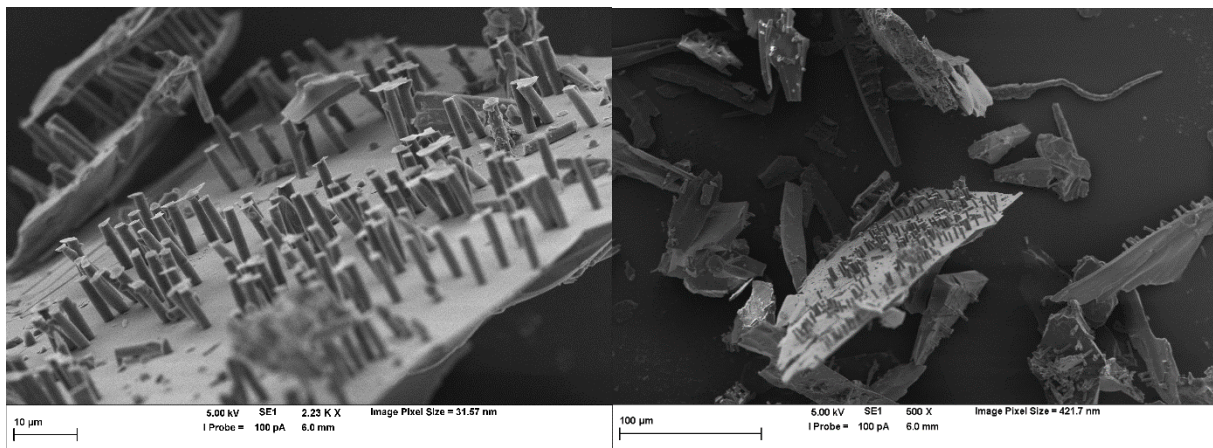 10 µm
5.00 kV SE1 2.23 K X Image Pixel Size = 31.57 nm
I Probe = 100 pA 6.0 mm
100 µm
5.00 kV SE1 500 X Image Pixel Size = 421.7 nm
I Probe = 100 pA 6.0 mm